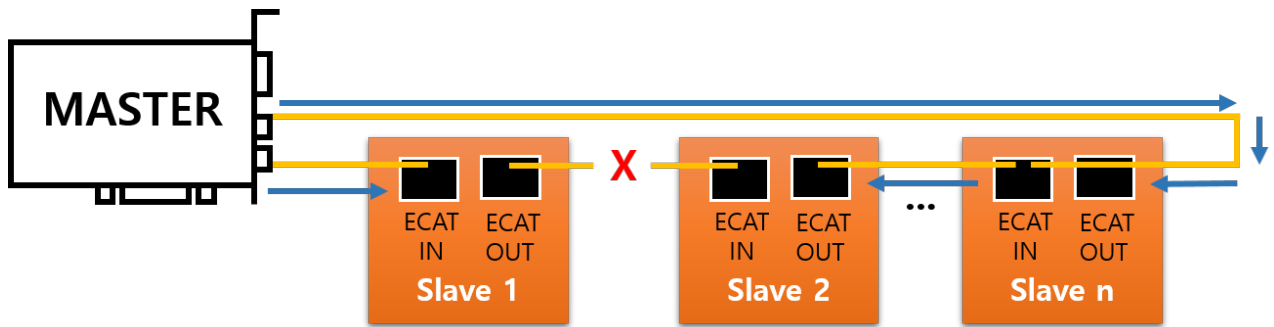 MASTER
X
ECAT IN
ECAT OUT
Slave 1
ECAT IN
ECAT OUT
Slave 2
...
ECAT IN
ECAT OUT
Slave n